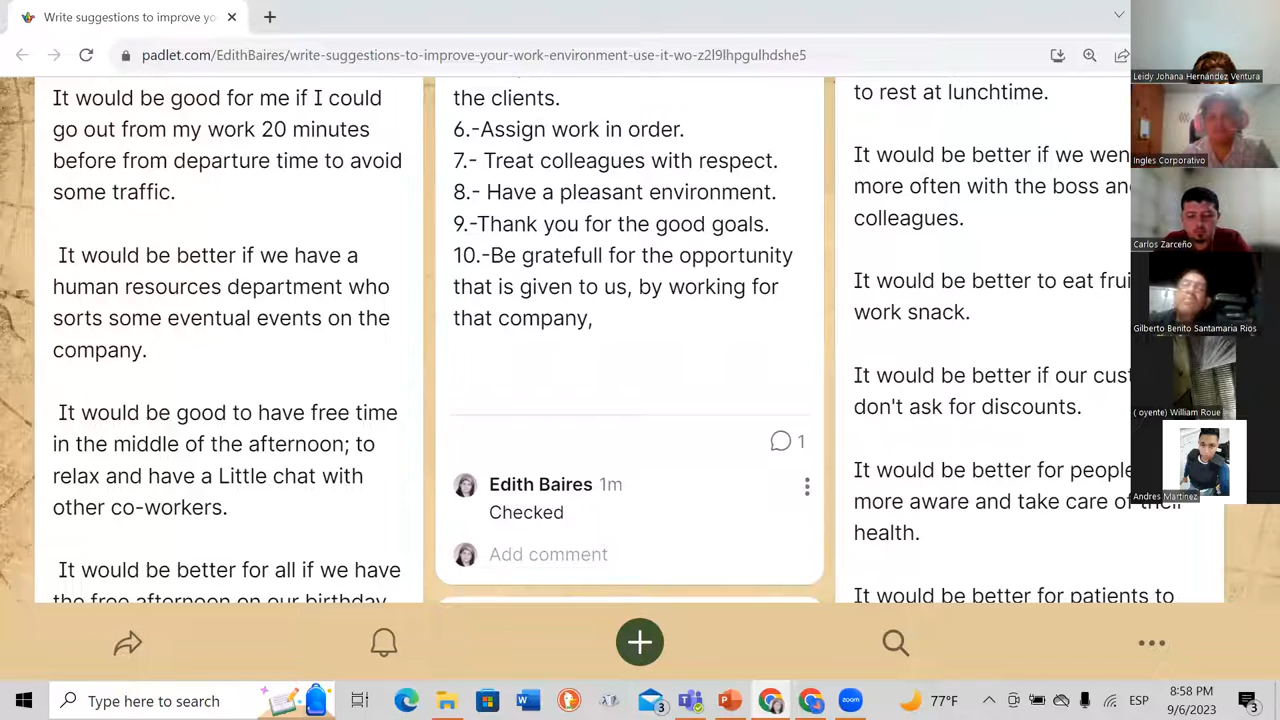 Write suggestions to improve yo
padlet.com/EdithBaires/write-suggestions-to-improve-your-work-environment-use-it-wo-z2l9lhpgulhdshe5
It would be good for me if I could
go out from my work 20 minutes
before from departure time to avoid
some traffic.
It would be better if we have a
human resources department who
sorts some eventual events on the
company.
It would be good to have free time
in the middle of the afternoon; to
relax and have a Little chat with
other co-workers.
It would be better for all if we have
the free afternoon on our birthday
the clients.
6.-Assign work in order.
7.- Treat colleagues with respect.
8.- Have a pleasant environment.
9.-Thank you for the good goals.
10.-Be gratefull for the opportunity
that is given to us, by working for
that company,
1
Edith Baires 1m
Checked
Add comment
to rest at lunchtime.
It would be better if we wen
more often with the boss an
colleagues.
It would be better to eat frui
work snack.
It would be better if our cust
don't ask for discounts.
It would be better for people
more aware and take care of their
health.
It would be better for patients to
Leidy Johana Hernández Ventura
Ingles Corporativo
Carlos Zarceño
Gilberto Benito Santamaria Rios
( oyente) William Roue
Andres Martinez
Type here to search
3
zoom
77°F
ESP
8:58 PM
9/6/2023
3